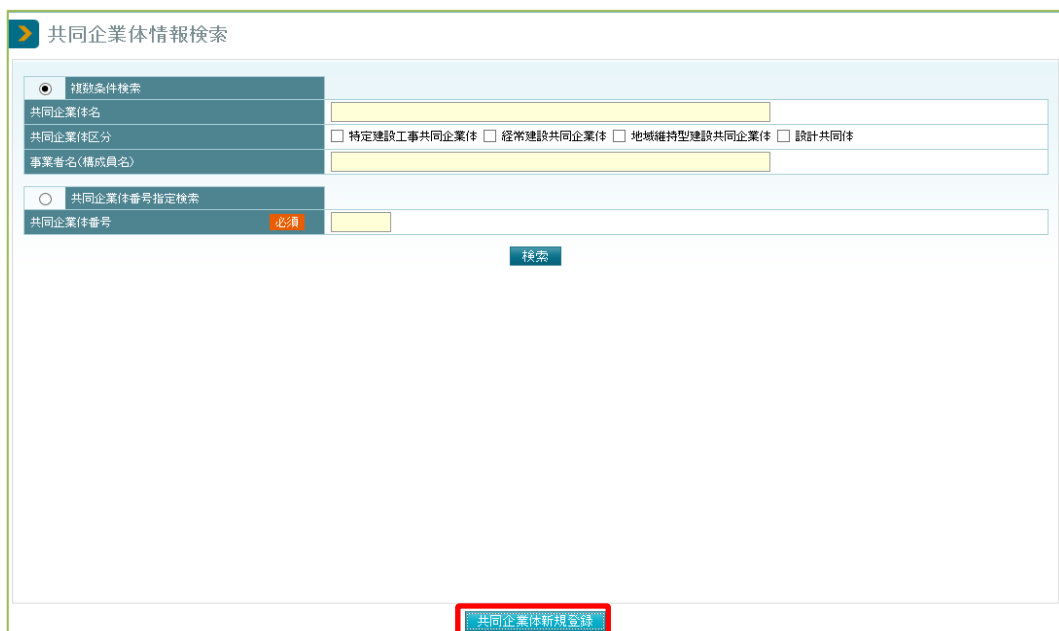 共同企業体情報検索
複数条件検索
共同企業体名
共同企業体区分 特定建設工事共同企業体 経常建設共同企業体 地域維持型建設共同企業体 設計共同体
事業者名(構成員名)
共同企業体番号指定検索
共同企業体番号 必須
検索
共同企業体新規登録